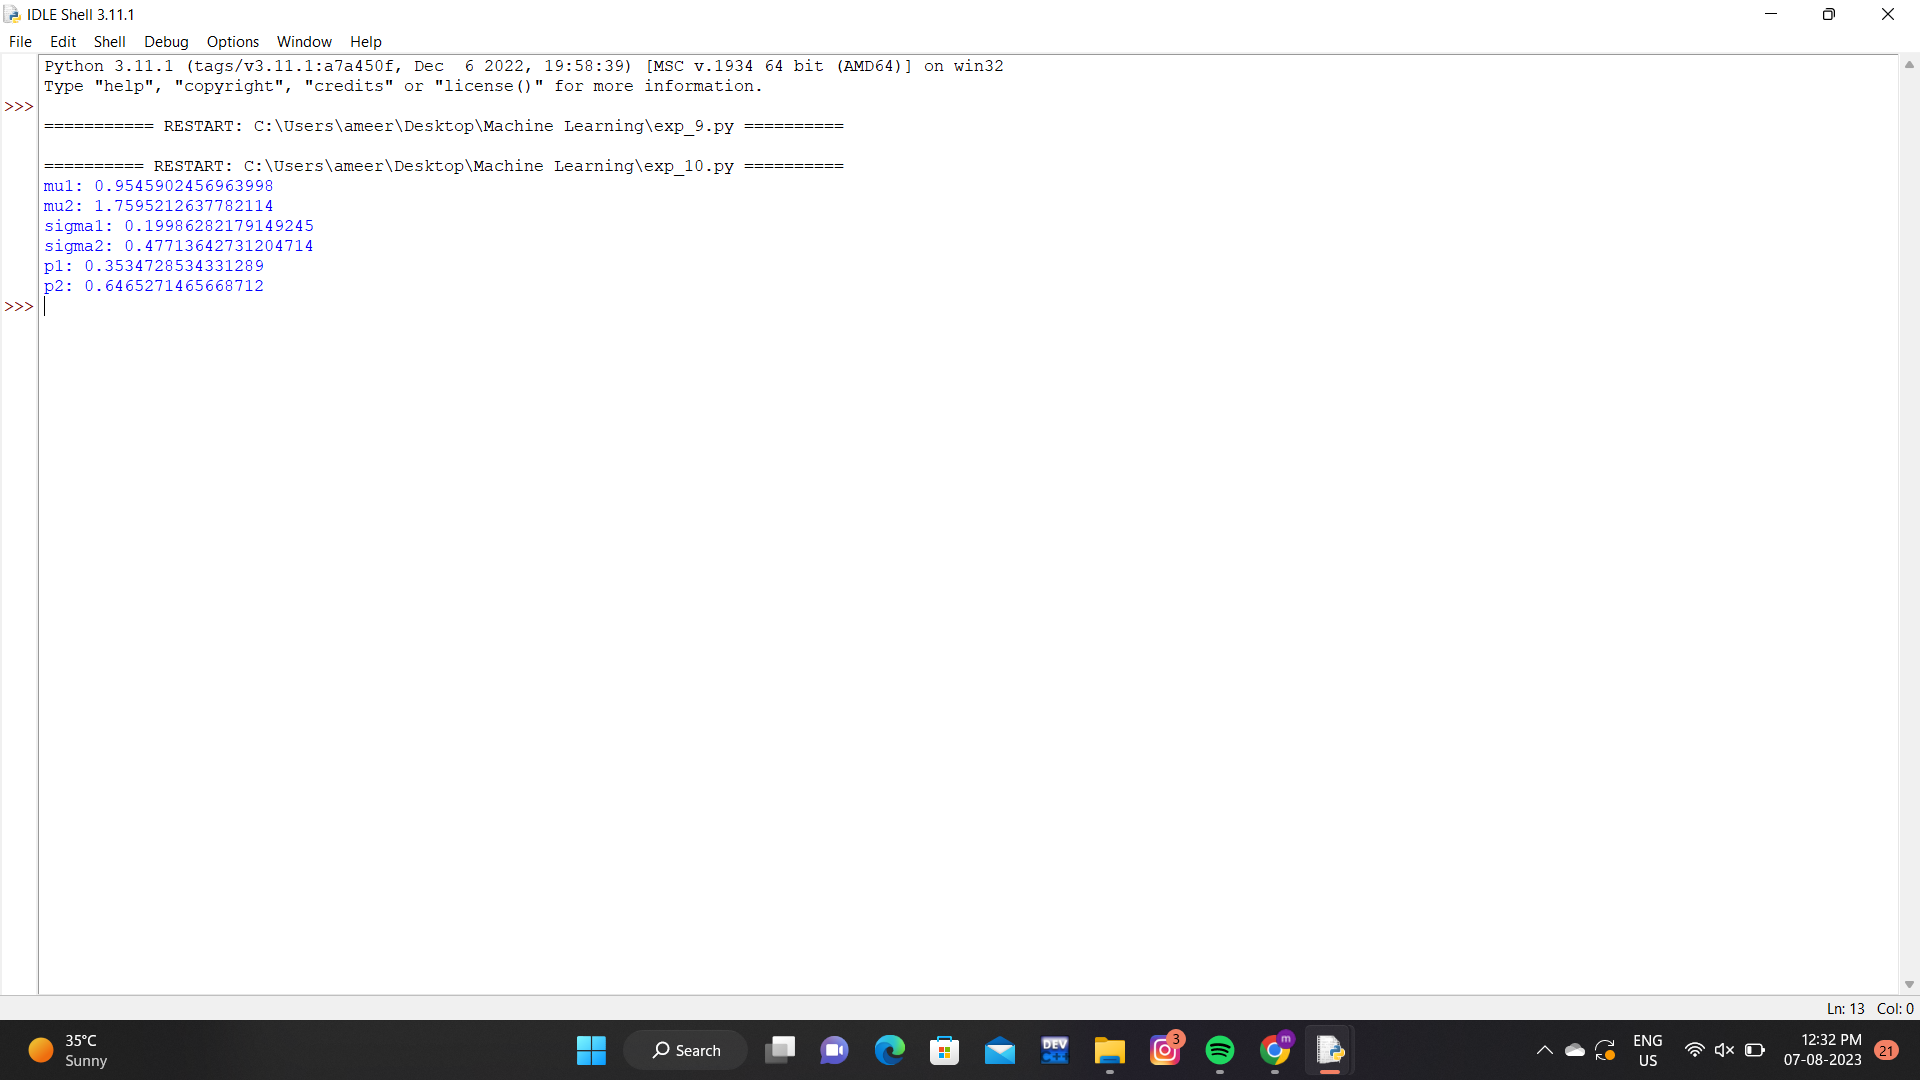 IDLE Shell 3.11.1
File Edit Shell Debug Options Window Help
Python 3.11.1 (tags/v3.11.1:a7a450f, Dec  6 2022, 19:58:39) [MSC v.1934 64 bit (AMD64)] on win32
Type "help", "copyright", "credits" or "license()" for more information.
>>>
=========== RESTART: C:\Users\ameer\Desktop\Machine Learning\exp_9.py ==========
========== RESTART: C:\Users\ameer\Desktop\Machine Learning\exp_10.py ==========
mu1: 0.9545902456963998
mu2: 1.7595212637782114
sigma1: 0.19986282179149245
sigma2: 0.47713642731204714
p1: 0.3534728534331289
p2: 0.6465271465668712
>>>
Ln: 13 Col: 0
35°C
Sunny
Search
DEV
C++
3
m
ENG
US
12:32 PM
07-08-2023
21